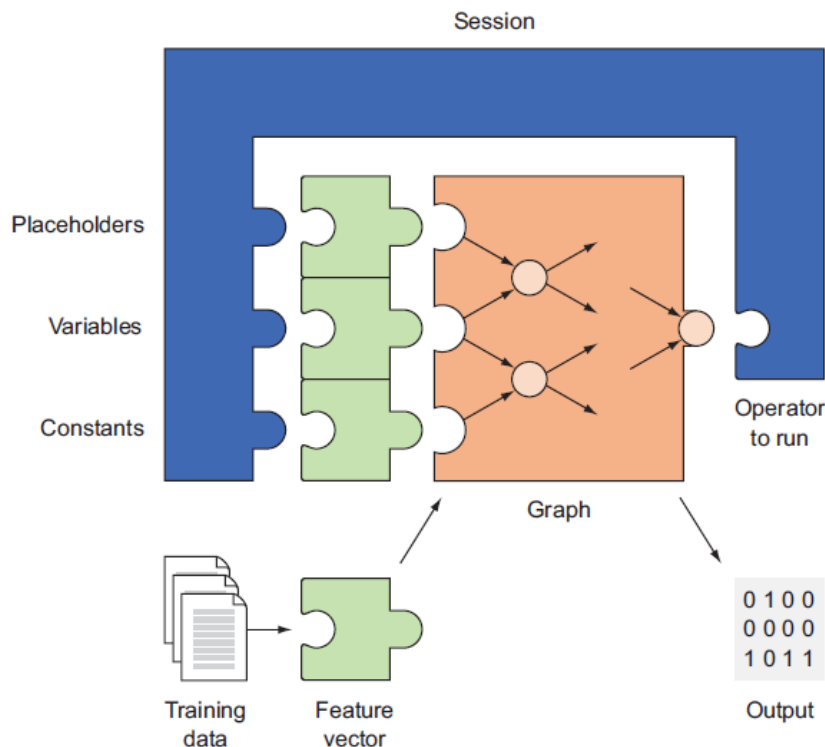 Session
Placeholders
Variables
Constants
Operator
to run
Graph
0 1 0 0
0 0 0 0
1 0 1 1
Training
data
Feature
vector
Output